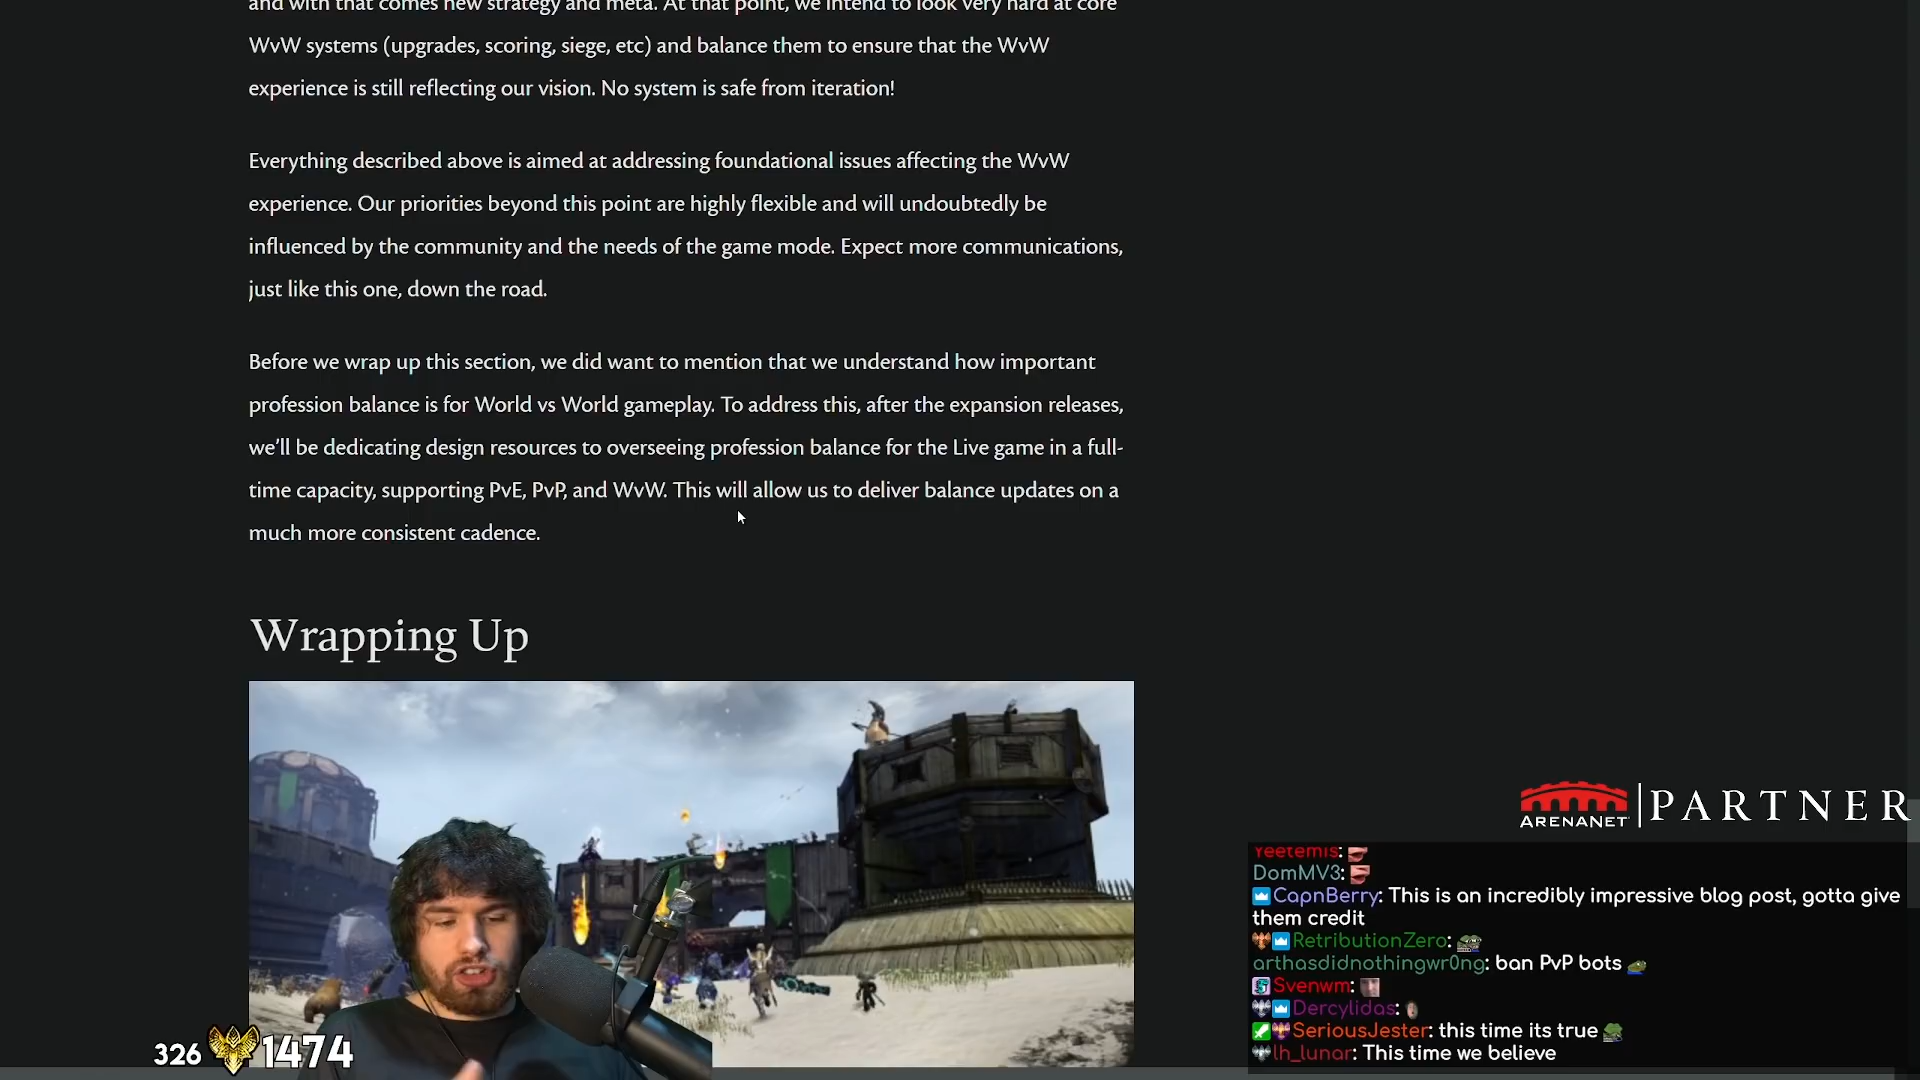 and with that comes new strategy and meta. At that point, we intend to look very hard at core
WvW systems (upgrades, scoring, siege, etc) and balance them to ensure that the WvW
experience is still reflecting our vision. No system is safe from iteration!
Everything described above is aimed at addressing foundational issues affecting the WvW
experience. Our priorities beyond this point are highly flexible and will undoubtedly be
influenced by the community and the needs of the game mode. Expect more communications,
just like this one, down the road.
Before we wrap up this section, we did want to mention that we understand how important
profession balance is for World vs World gameplay. To address this, after the expansion releases,
we'll be dedicating design resources to overseeing profession balance for the Live game in a full-
time capacity, supporting PvE, PvP, and WvW. This will allow us to deliver balance updates on a
much more consistent cadence.
Wrapping Up
ARENANET PARTNER
Yeetemis:
DomMV3:
CapnBerry: This is an incredibly impressive blog post, gotta give
them credit
RetributionZero:
arthasdidnothingwr0ng: ban PvP bots
Svenwm:
Dercylidas:
SeriousJester: this time its true
lh_lunar: This time we believe
326 1474